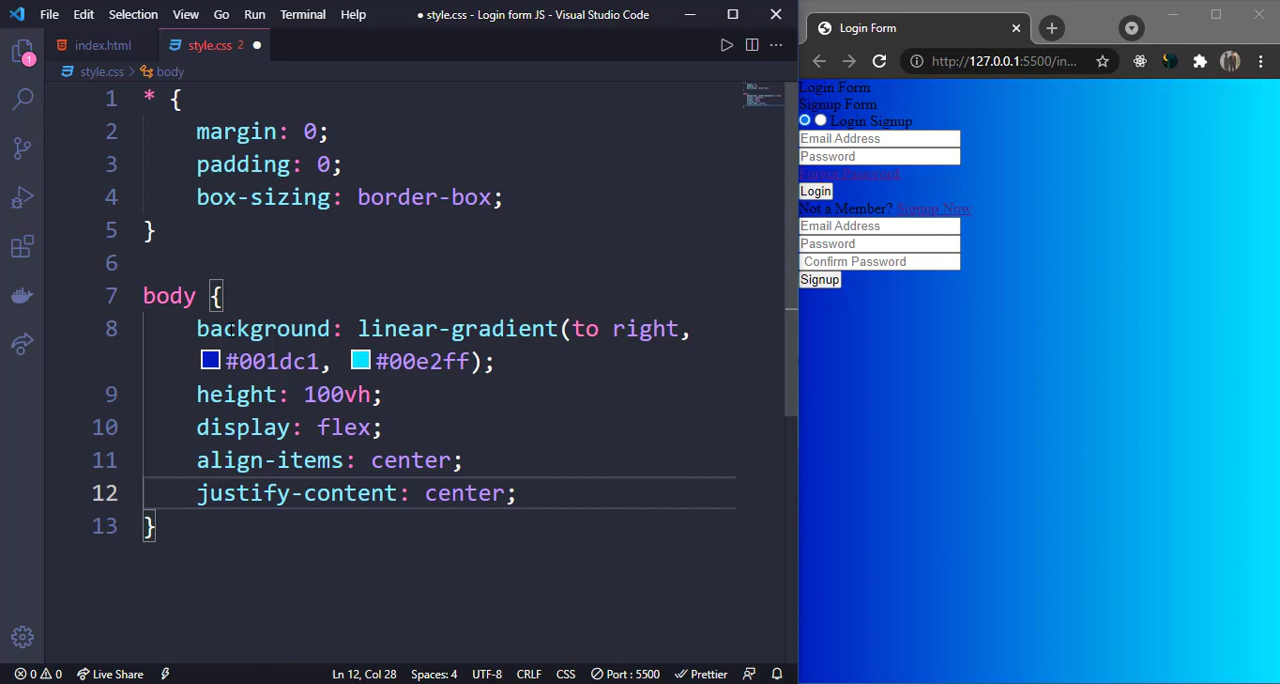 File Edit Selection View Go Run Terminal Help ● style.css - Login form JS - Visual Studio Code
index.html style.css 2
style.css > body
1 * {
2 margin: 0;
3 padding: 0;
4 box-sizing: border-box;
5 }
6
7 body {
8 background: linear-gradient(to right,
#001dc1, #00e2ff);
9 height: 100vh;
10 display: flex;
11 align-items: center;
12 justify-content: center;
13 }
1
0 0 Live Share Ln 12, Col 28 Spaces: 4 UTF-8 CRLF CSS Port : 5500 Prettier
Login Form
http://127.0.0.1:5500/in...
Login Form
Signup Form
Login Signup
Email Address
Password
Forgot Password
Login
Not a Member? Signup Now
Email Address
Password
Confirm Password
Signup